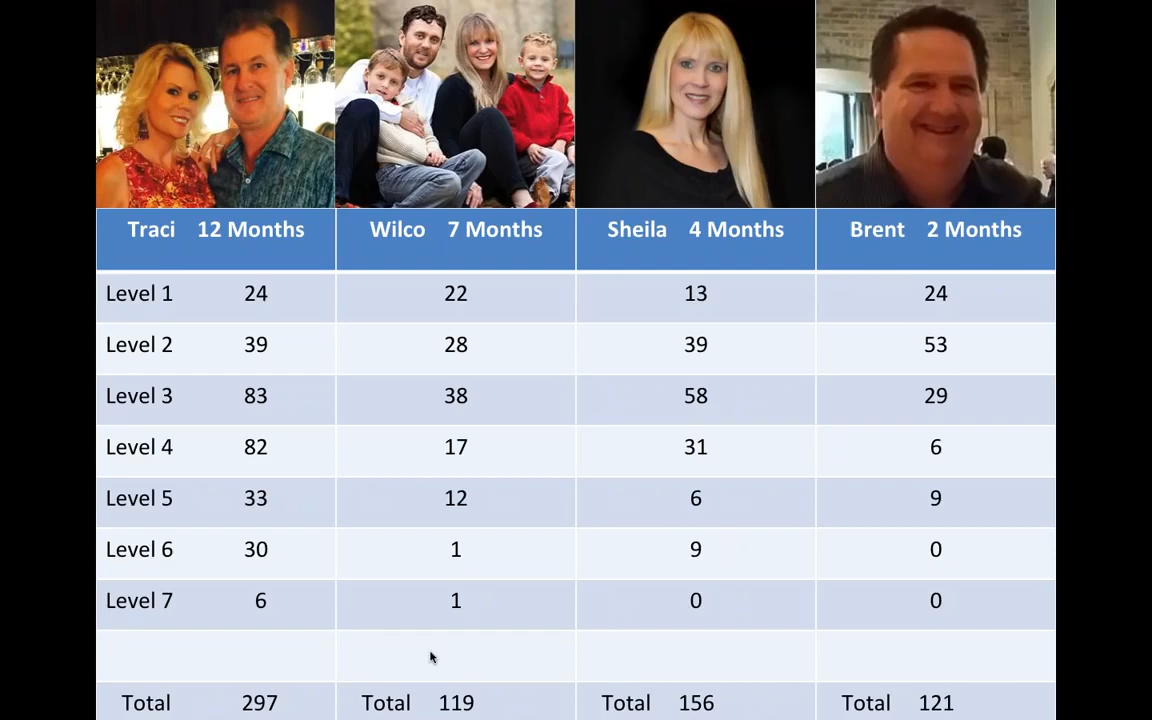 Traci 12 Months Wilco 7 Months Sheila 4 Months Brent 2 Months
Level 1 24 22 13 24
Level 2 39 28 39 53
Level 3 83 38 58 29
Level 4 82 17 31 6
Level 5 33 12 6 9
Level 6 30 1 9 0
Level 7 6 1 0 0
Total 297 Total 119 Total 156 Total 121